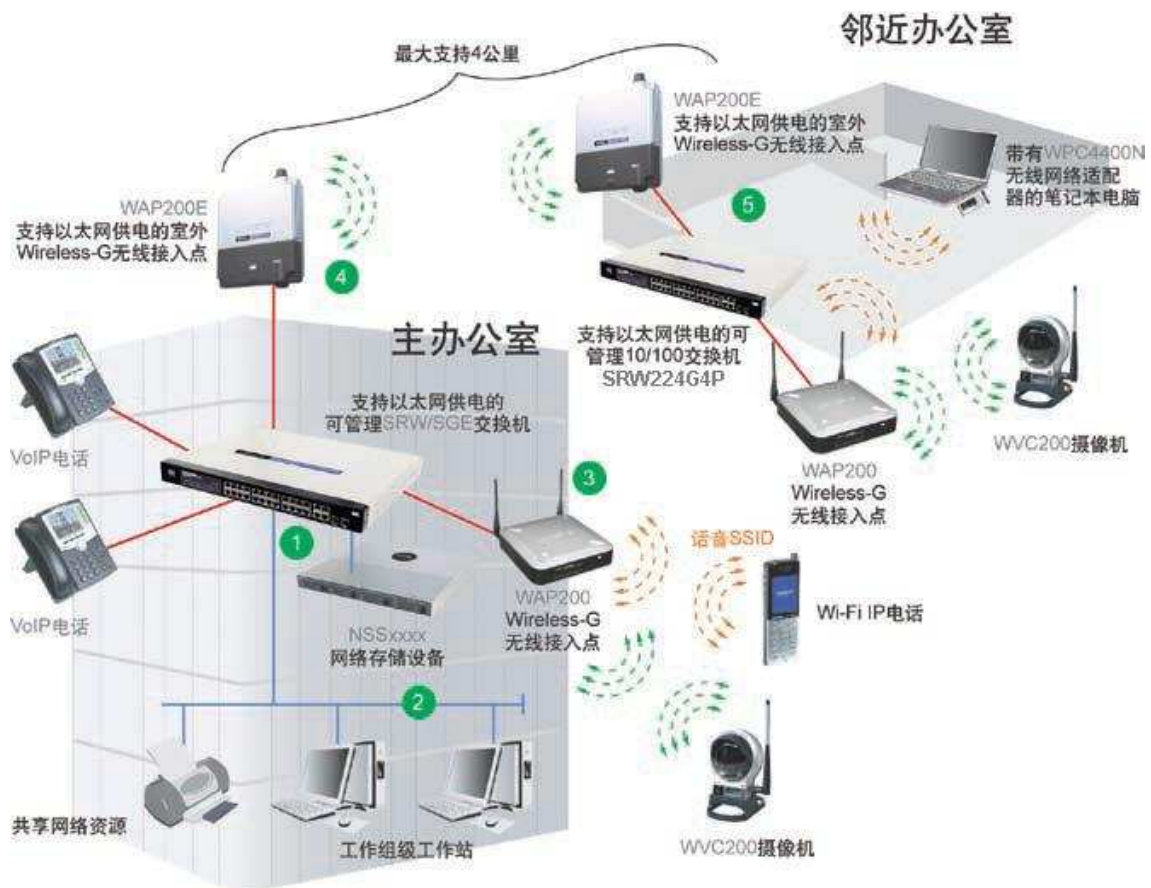 邻近办公室
最大支持4公里
WAP200E
支持以太网供电的室外
Wireless-G无线接入点
带有WPC4400N
无线网络适配
器的笔记本电脑
WAP200E
支持以太网供电的室外
Wireless-G无线接入点
5
4
主办公室
支持以太网供电的可
管理10/100交换机
SRW224G4P
支持以太网供电的
可管理SRW/SGE交换机
VoIP电话
WVC200摄像机
WAP200
Wireless-G
无线接入点
3
1
话音SSID
WAP200
Wireless-G
无线接入点
Wi-Fi IP电话
VoIP电话
NSSxxxx
网络存储设备
2
共享网络资源
工作组级工作站
WVC200摄像机